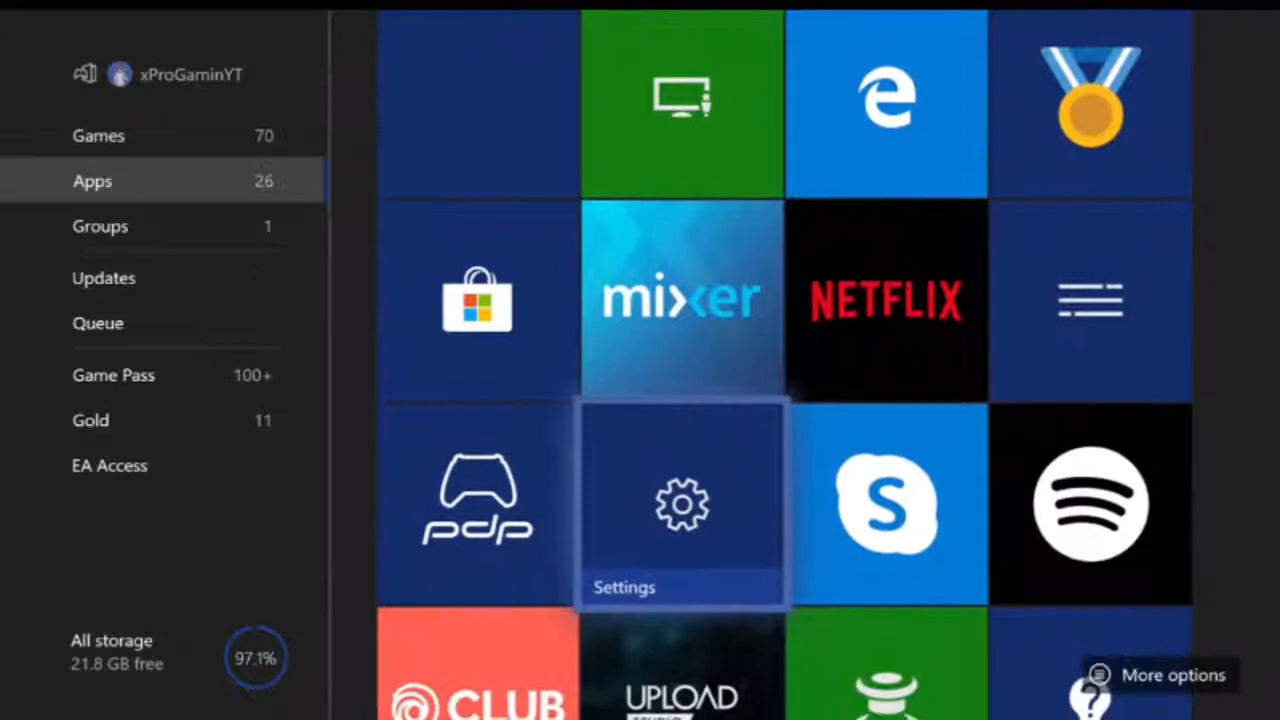 xProGaminYT
Games 70
Apps 26
Groups 1
Updates
Queue
Game Pass 100+
Gold 11
EA Access
All storage
21.8 GB free
97.1%
mixer
NETFLIX
pdp
Settings
S
CLUB
UPLOAD
STUDIO
?
More options